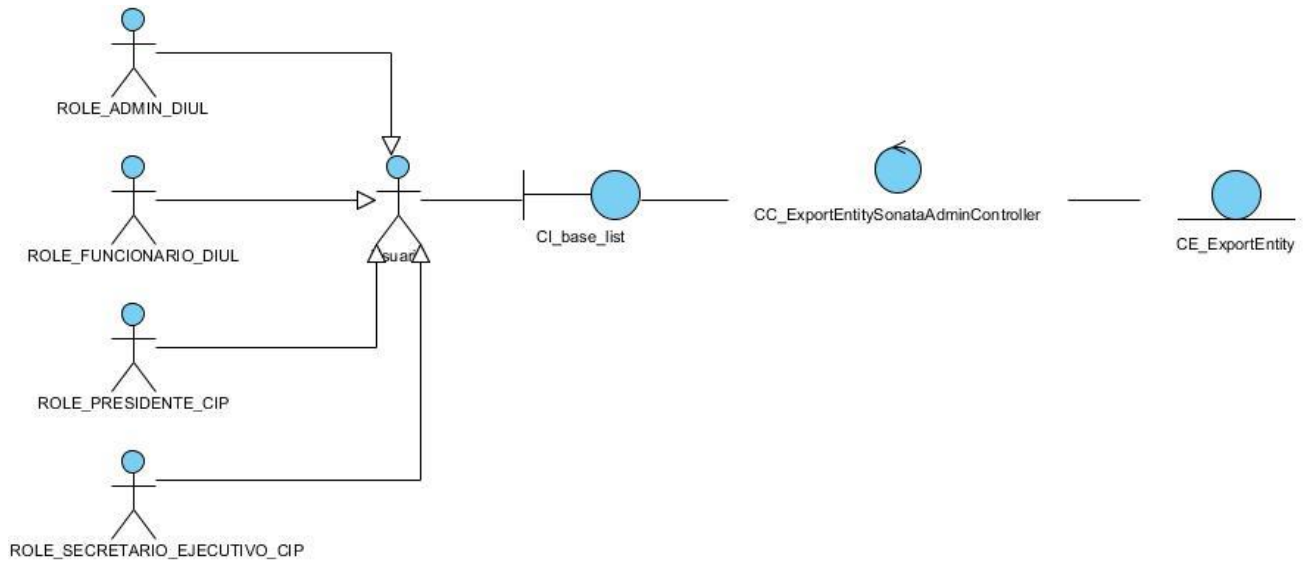 ROLE_ADMIN_DIUL
ROLE_FUNCIONARIO_DIUL
CI_base_list
CC_ExportEntitySonataAdminController
CE_ExportEntity
ROLE_PRESIDENTE_CIP
ROLE_SECRETARIO_EJECUTIVO_CIP